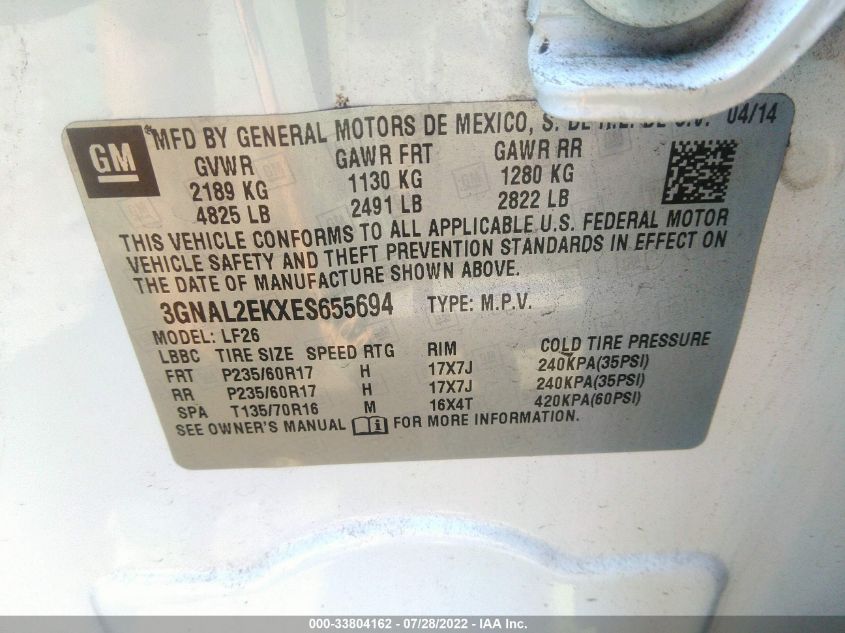 GM
MFD BY GENERAL MOTORS DE MEXICO, S. DE R.L. DE C.V. 04/14
GVWR GAWR FRT GAWR RR
2189 KG 1130 KG 1280 KG
4825 LB 2491 LB 2822 LB
THIS VEHICLE CONFORMS TO ALL APPLICABLE U.S. FEDERAL MOTOR
VEHICLE SAFETY AND THEFT PREVENTION STANDARDS IN EFFECT ON
THE DATE OF MANUFACTURE SHOWN ABOVE.
3GNAL2EKXES655694 TYPE: M.P.V.
MODEL: LF26
LBBC TIRE SIZE SPEED RTG RIM COLD TIRE PRESSURE
FRT P235/60R17 H 17X7J 240KPA(35PSI)
RR P235/60R17 H 17X7J 240KPA(35PSI)
SPA T135/70R16 M 16X4T 420KPA(60PSI)
SEE OWNER'S MANUAL FOR MORE INFORMATION.
000-33804162 - 07/28/2022 - IAA Inc.